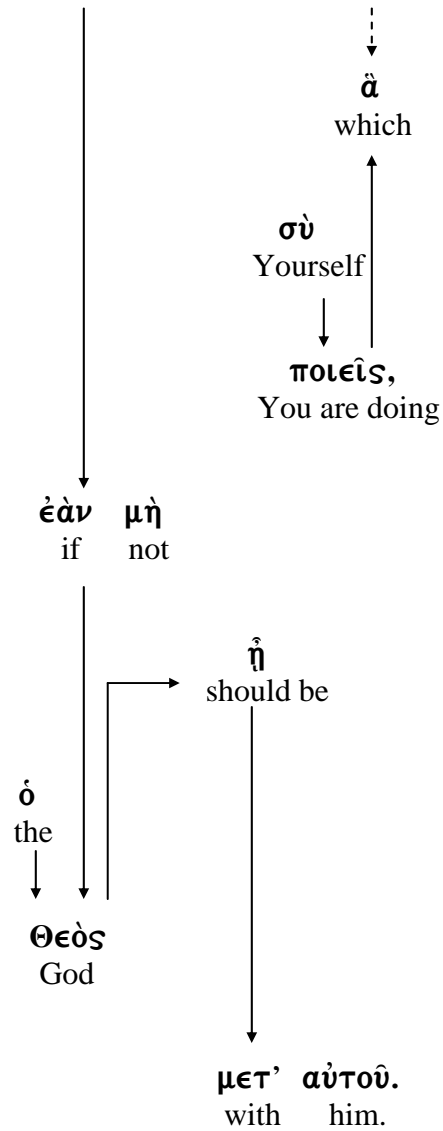 ἃ
which
σὺ
Yourself
ποιεῖς,
You are doing
ἐὰν μὴ
if not
ᾖ
should be
ὁ
the
Θεὸς
God
μετ’ αὐτοῦ.
with him.